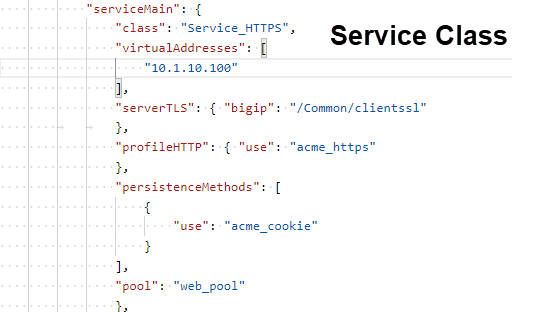 "serviceMain": {
"class": "Service_HTTPS",
Service Class
"virtualAddresses": [
"10.1.10.100"
],
"serverTLS": { "bigip": "/Common/clientssl"
},
"profileHTTP": { "use": "acme_https"
},
"persistenceMethods": [
{
"use": "acme_cookie"
}
],
"pool": "web_pool"
},